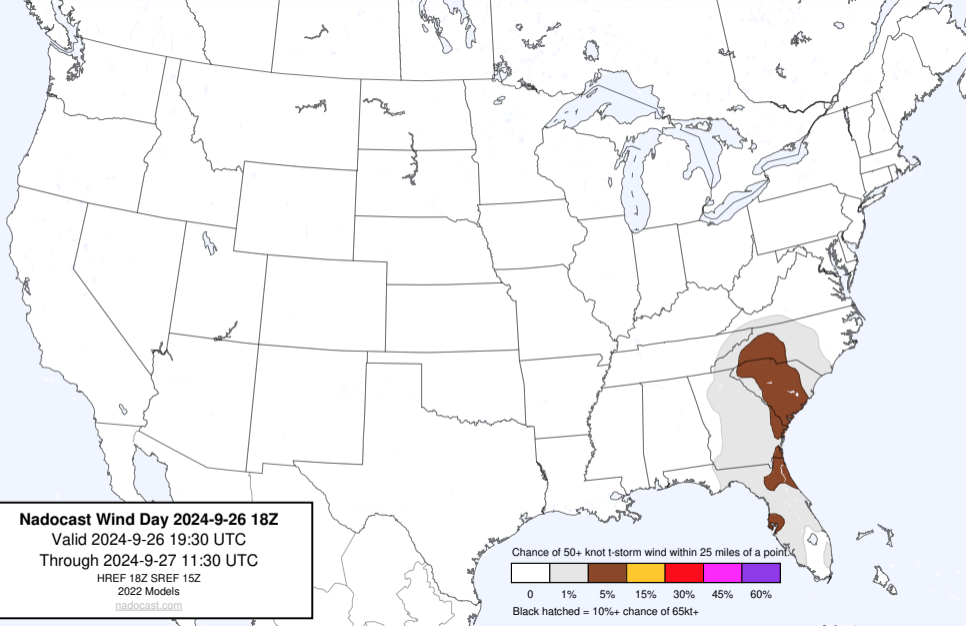 Nadocast Wind Day 2024-9-26 18Z
Valid 2024-9-26 19:30 UTC
Through 2024-9-27 11:30 UTC
HREF 18Z SREF 15Z
2022 Models
nadocast.com
Chance of 50+ knot t-storm wind within 25 miles of a point.
0 1% 5% 15% 30% 45% 60%
Black hatched = 10%+ chance of 65kt+